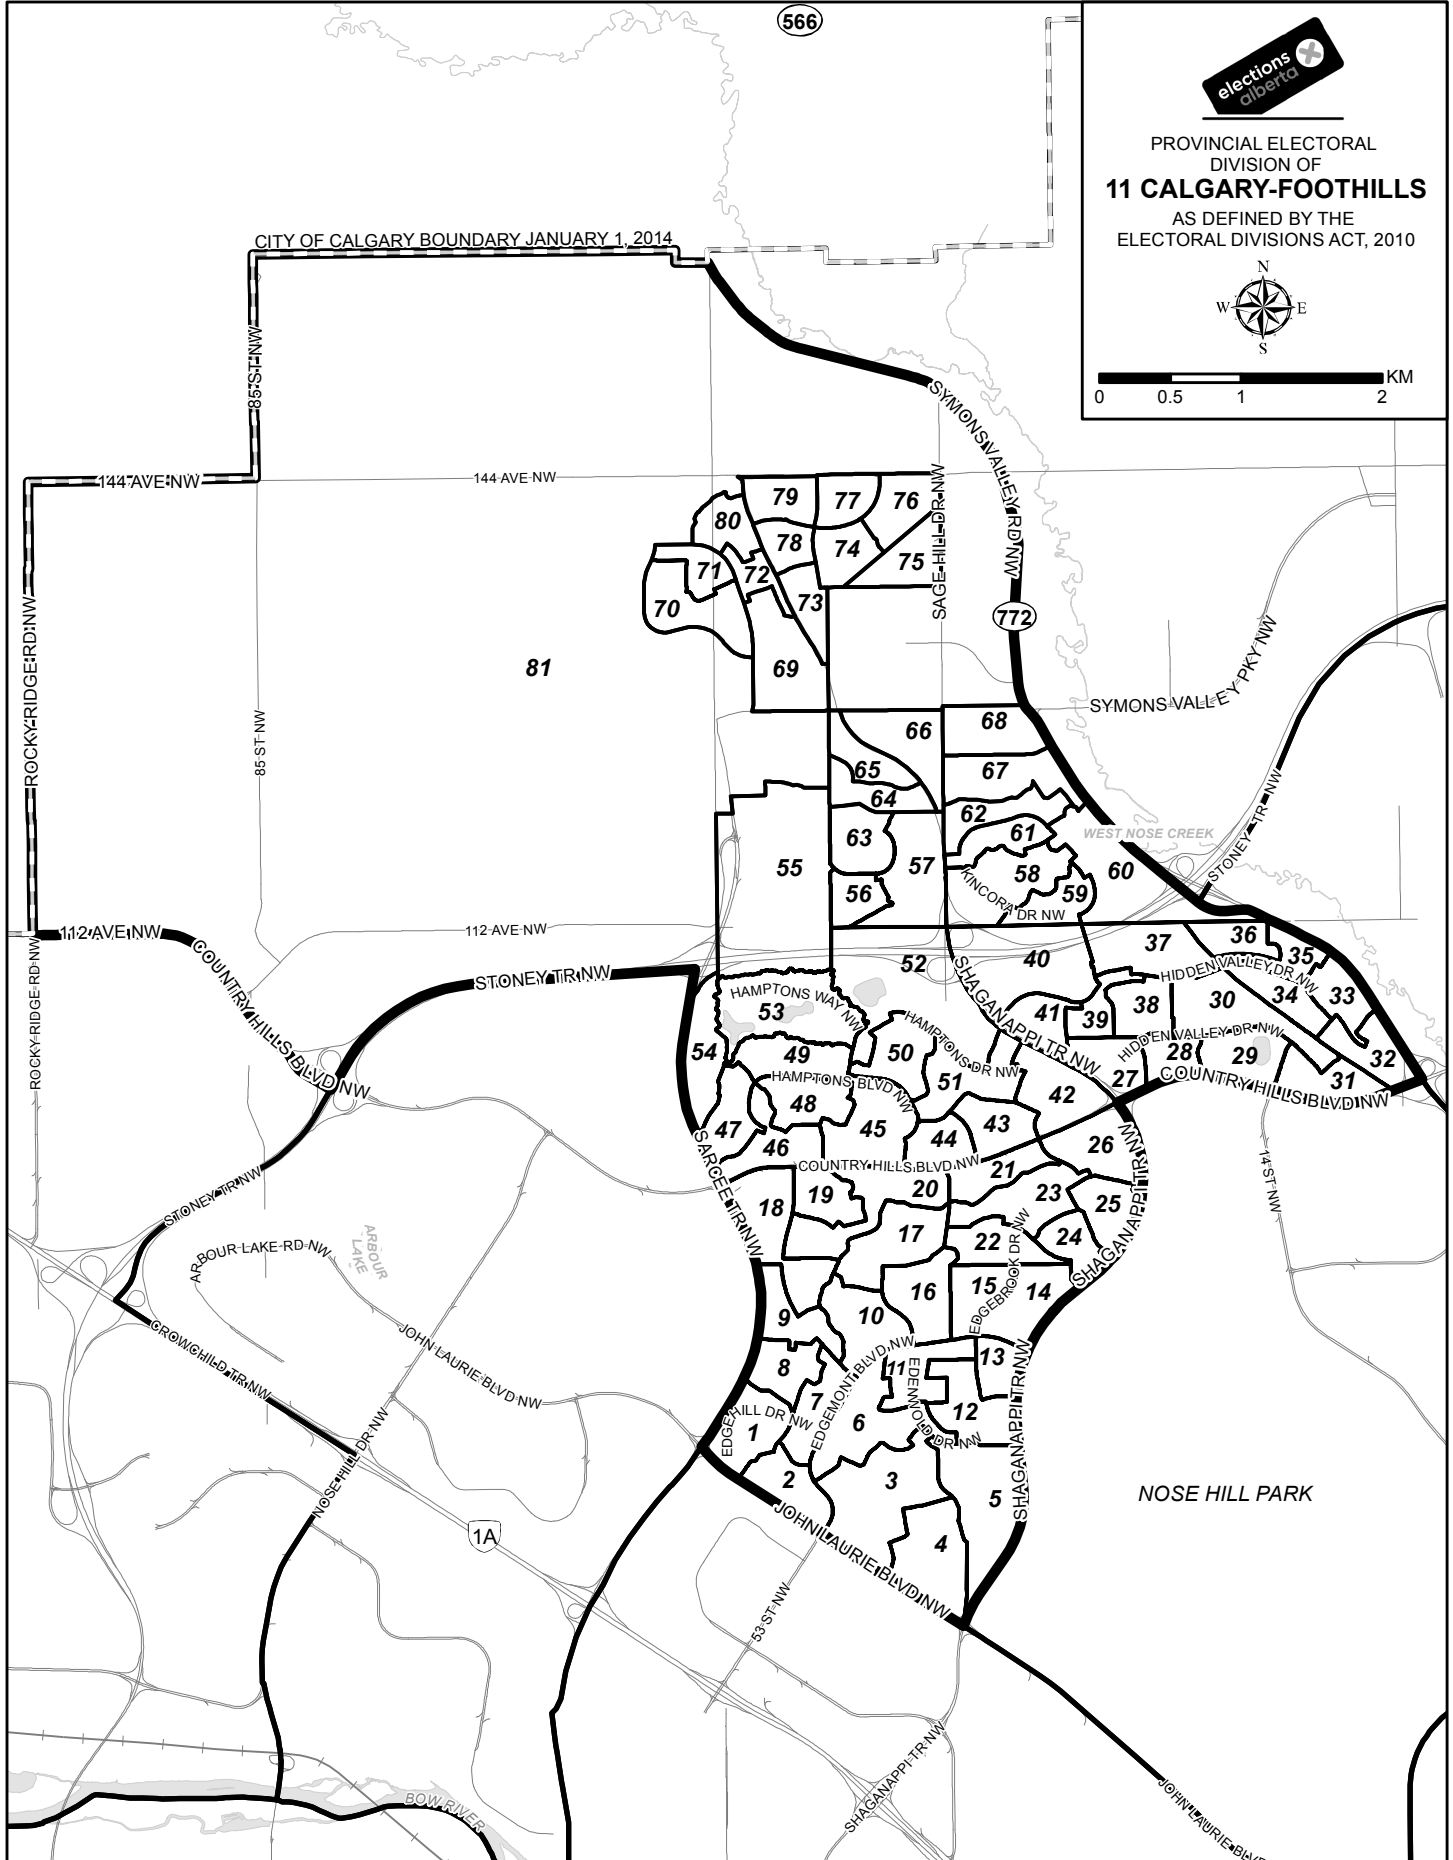 566
elections
alberta
PROVINCIAL ELECTORAL
DIVISION OF
11 CALGARY-FOOTHILLS
AS DEFINED BY THE
ELECTORAL DIVISIONS ACT, 2010
N
W E
S
KM
0 0.5 1 2
CITY OF CALGARY BOUNDARY JANUARY 1, 2014
85 ST NW
SYMONS VALLEY RD NW
144 AVE NW
144 AVE NW
SAGE HILL DR NW
79
77
76
80
78
74
75
71
72
70
73
772
ROCKY RIDGE RD NW
81
69
SYMONS VALLEY PKY NW
85 ST NW
66
68
65
67
64
62
61
63
WEST NOSE CREEK
STONEY TR NW
55
57
58
60
56
59
KINCORA DR NW
112 AVE NW
112 AVE NW
COUNTRY HILLS BLVD NW
STONEY TR NW
ROCKY RIDGE RD NW
52
SHAGANAPPI TR NW
40
37
36
35
HIDDEN VALLEY DR NW
HAMPTONS WAY NW
53
41
39
38
30
34
33
HAMPTONS DR NW
HIDDEN VALLEY DR NW
54
49
50
28
29
32
27
31
COUNTRY HILLS BLVD NW
HAMPTONS BLVD NW
51
48
42
47
45
43
44
46
26
SARCEE TR NW
COUNTRY HILLS BLVD NW
21
SHAGANAPPI TR NW
14 ST NW
STONEY TR NW
18
19
20
23
25
17
22
24
EDGEBROOK DR NW
ARBOUR LAKE RD NW
ARBOUR
LAKE
16
15
14
9
10
CROWCHILD TR NW
JOHN LAURIE BLVD NW
EDGEMONT BLVD NW
13
8
11
EDENWOLD DR NW
SHAGANAPPI TR NW
7
12
EDGEHILL DR NW
1
6
2
3
5
NOSE HILL PARK
NOSE HILL DR NW
1A
JOHN LAURIE BLVD NW
4
53 ST NW
SHAGANAPPI TR NW
BOW RIVER
JOHN LAURIE BLV